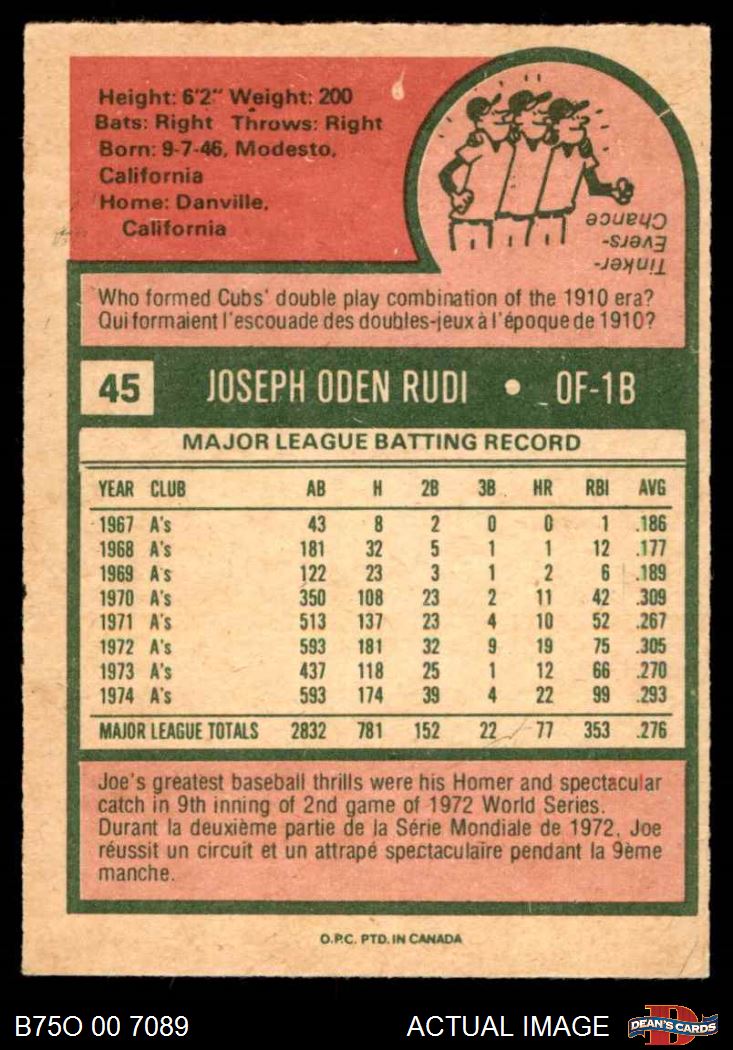 Height: 6'2" Weight: 200
Bats: Right Throws: Right
Born: 9-7-46, Modesto,
California
Home: Danville,
California
Tinker-
Evers-
Chance
Who formed Cubs' double play combination of the 1910 era?
Qui formaient l'escouade des doubles-jeux à l'époque de 1910?
45 JOSEPH ODEN RUDI • OF-1B
MAJOR LEAGUE BATTING RECORD
YEAR CLUB AB H 2B 3B HR RBI AVG
1967 A's 43 8 2 0 0 1 .186
1968 A's 181 32 5 1 1 12 .177
1969 A's 122 23 3 1 2 6 .189
1970 A's 350 108 23 2 11 42 .309
1971 A's 513 137 23 4 10 52 .267
1972 A's 593 181 32 9 19 75 .305
1973 A's 437 118 25 1 12 66 .270
1974 A's 593 174 39 4 22 99 .293
MAJOR LEAGUE TOTALS 2832 781 152 22 77 353 .276
Joe's greatest baseball thrills were his Homer and spectacular
catch in 9th inning of 2nd game of 1972 World Series.
Durant la deuxième partie de la Série Mondiale de 1972, Joe
réussit un circuit et un attrapé spectaculaire pendant la 9ème
manche.
O.P.C. PTD. IN CANADA
B75O 00 7089 ACTUAL IMAGE DEAN'S CARDS